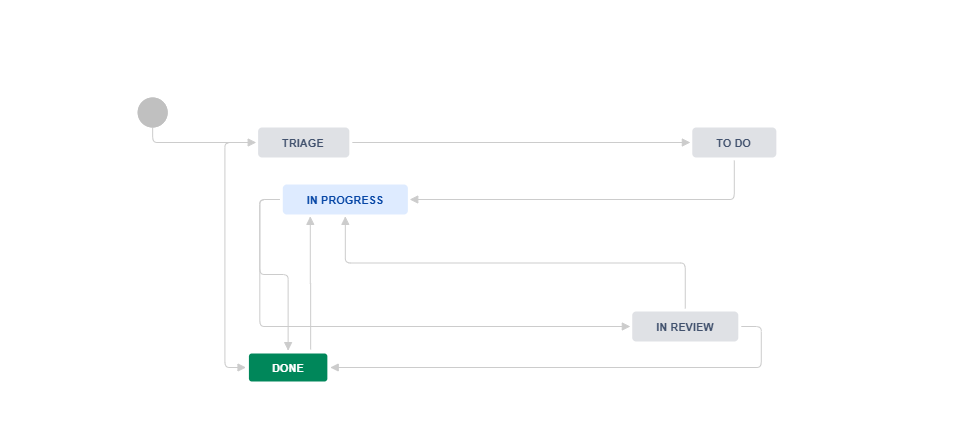 TRIAGE
TO DO
IN PROGRESS
IN REVIEW
DONE